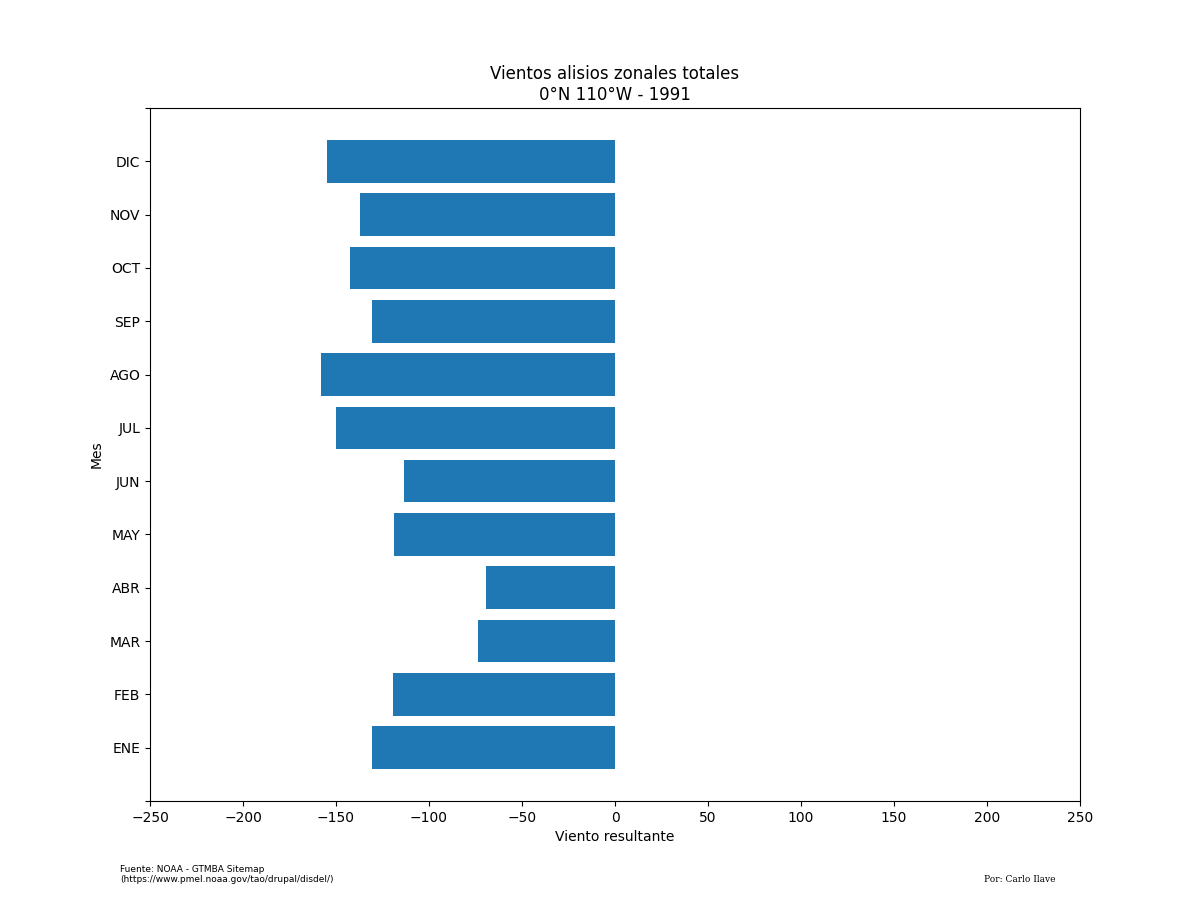 Vientos alisios zonales totales
0°N 110°W - 1991
DIC
NOV
OCT
SEP
AGO
JUL
JUN
MAY
ABR
MAR
FEB
ENE
Mes
−250 −200 −150 −100 −50 0 50 100 150 200 250
Viento resultante
Fuente: NOAA - GTMBA Sitemap
(https://www.pmel.noaa.gov/tao/drupal/disdel/)
Por: Carlo Ilave